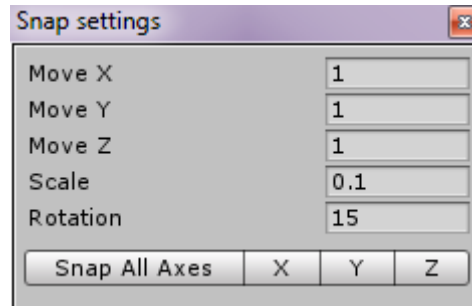 Snap settings
Move X 1
Move Y 1
Move Z 1
Scale 0.1
Rotation 15
Snap All Axes X Y Z